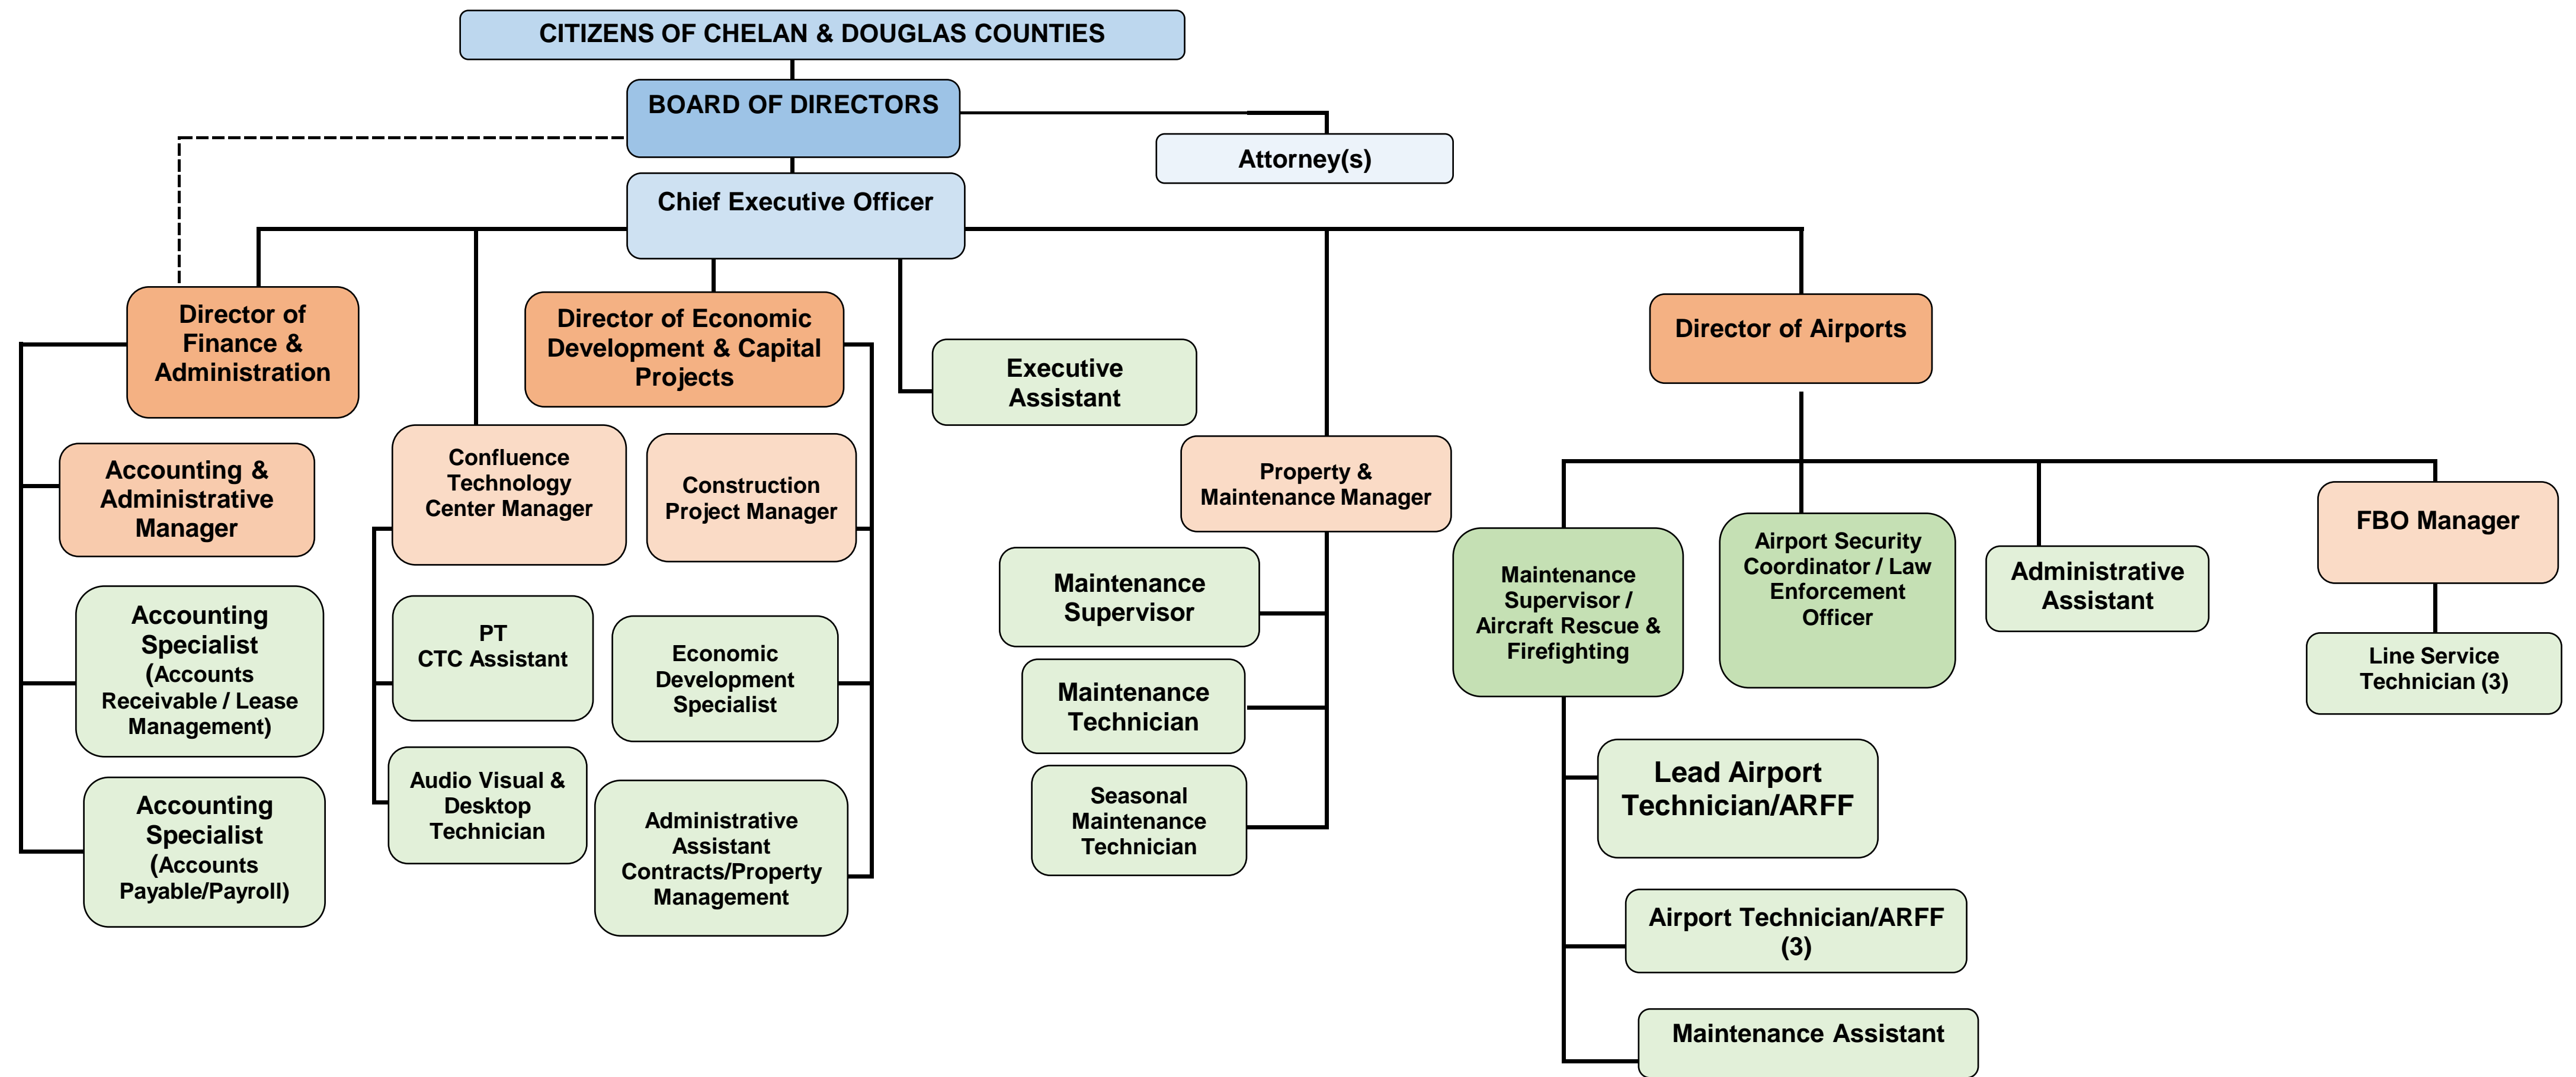 CITIZENS OF CHELAN & DOUGLAS COUNTIES
BOARD OF DIRECTORS
Attorney(s)
Chief Executive Officer
Director of
Finance &
Administration
Director of Economic
Development & Capital
Projects
Executive
Assistant
Director of Airports
Accounting &
Administrative
Manager
Confluence
Technology
Center Manager
Construction
Project Manager
Property &
Maintenance Manager
FBO Manager
Accounting
Specialist
(Accounts
Receivable / Lease
Management)
PT
CTC Assistant
Economic
Development
Specialist
Maintenance
Supervisor
Maintenance
Supervisor /
Aircraft Rescue &
Firefighting
Airport Security
Coordinator / Law
Enforcement
Officer
Administrative
Assistant
Line Service
Technician (3)
Maintenance
Technician
Accounting
Specialist
(Accounts
Payable/Payroll)
Audio Visual &
Desktop
Technician
Administrative
Assistant
Contracts/Property
Management
Seasonal
Maintenance
Technician
Lead Airport
Technician/ARFF
Airport Technician/ARFF
(3)
Maintenance Assistant